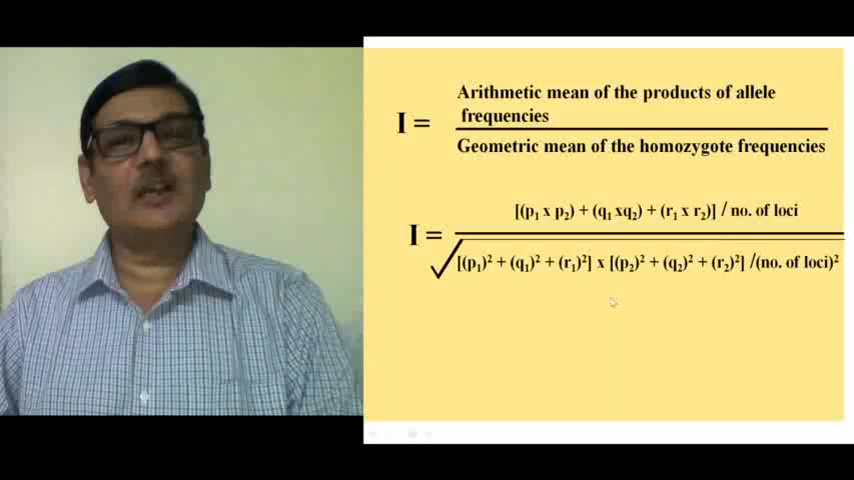 Arithmetic mean of the products of allele
frequencies
I =
Geometric mean of the homozygote frequencies
[(p₁ x p₂) + (q₁ xq₂) + (r₁ x r₂)] / no. of loci
I =
√[(p₁)² + (q₁)² + (r₁)²] x [(p₂)² + (q₂)² + (r₂)²] /(no. of loci)²